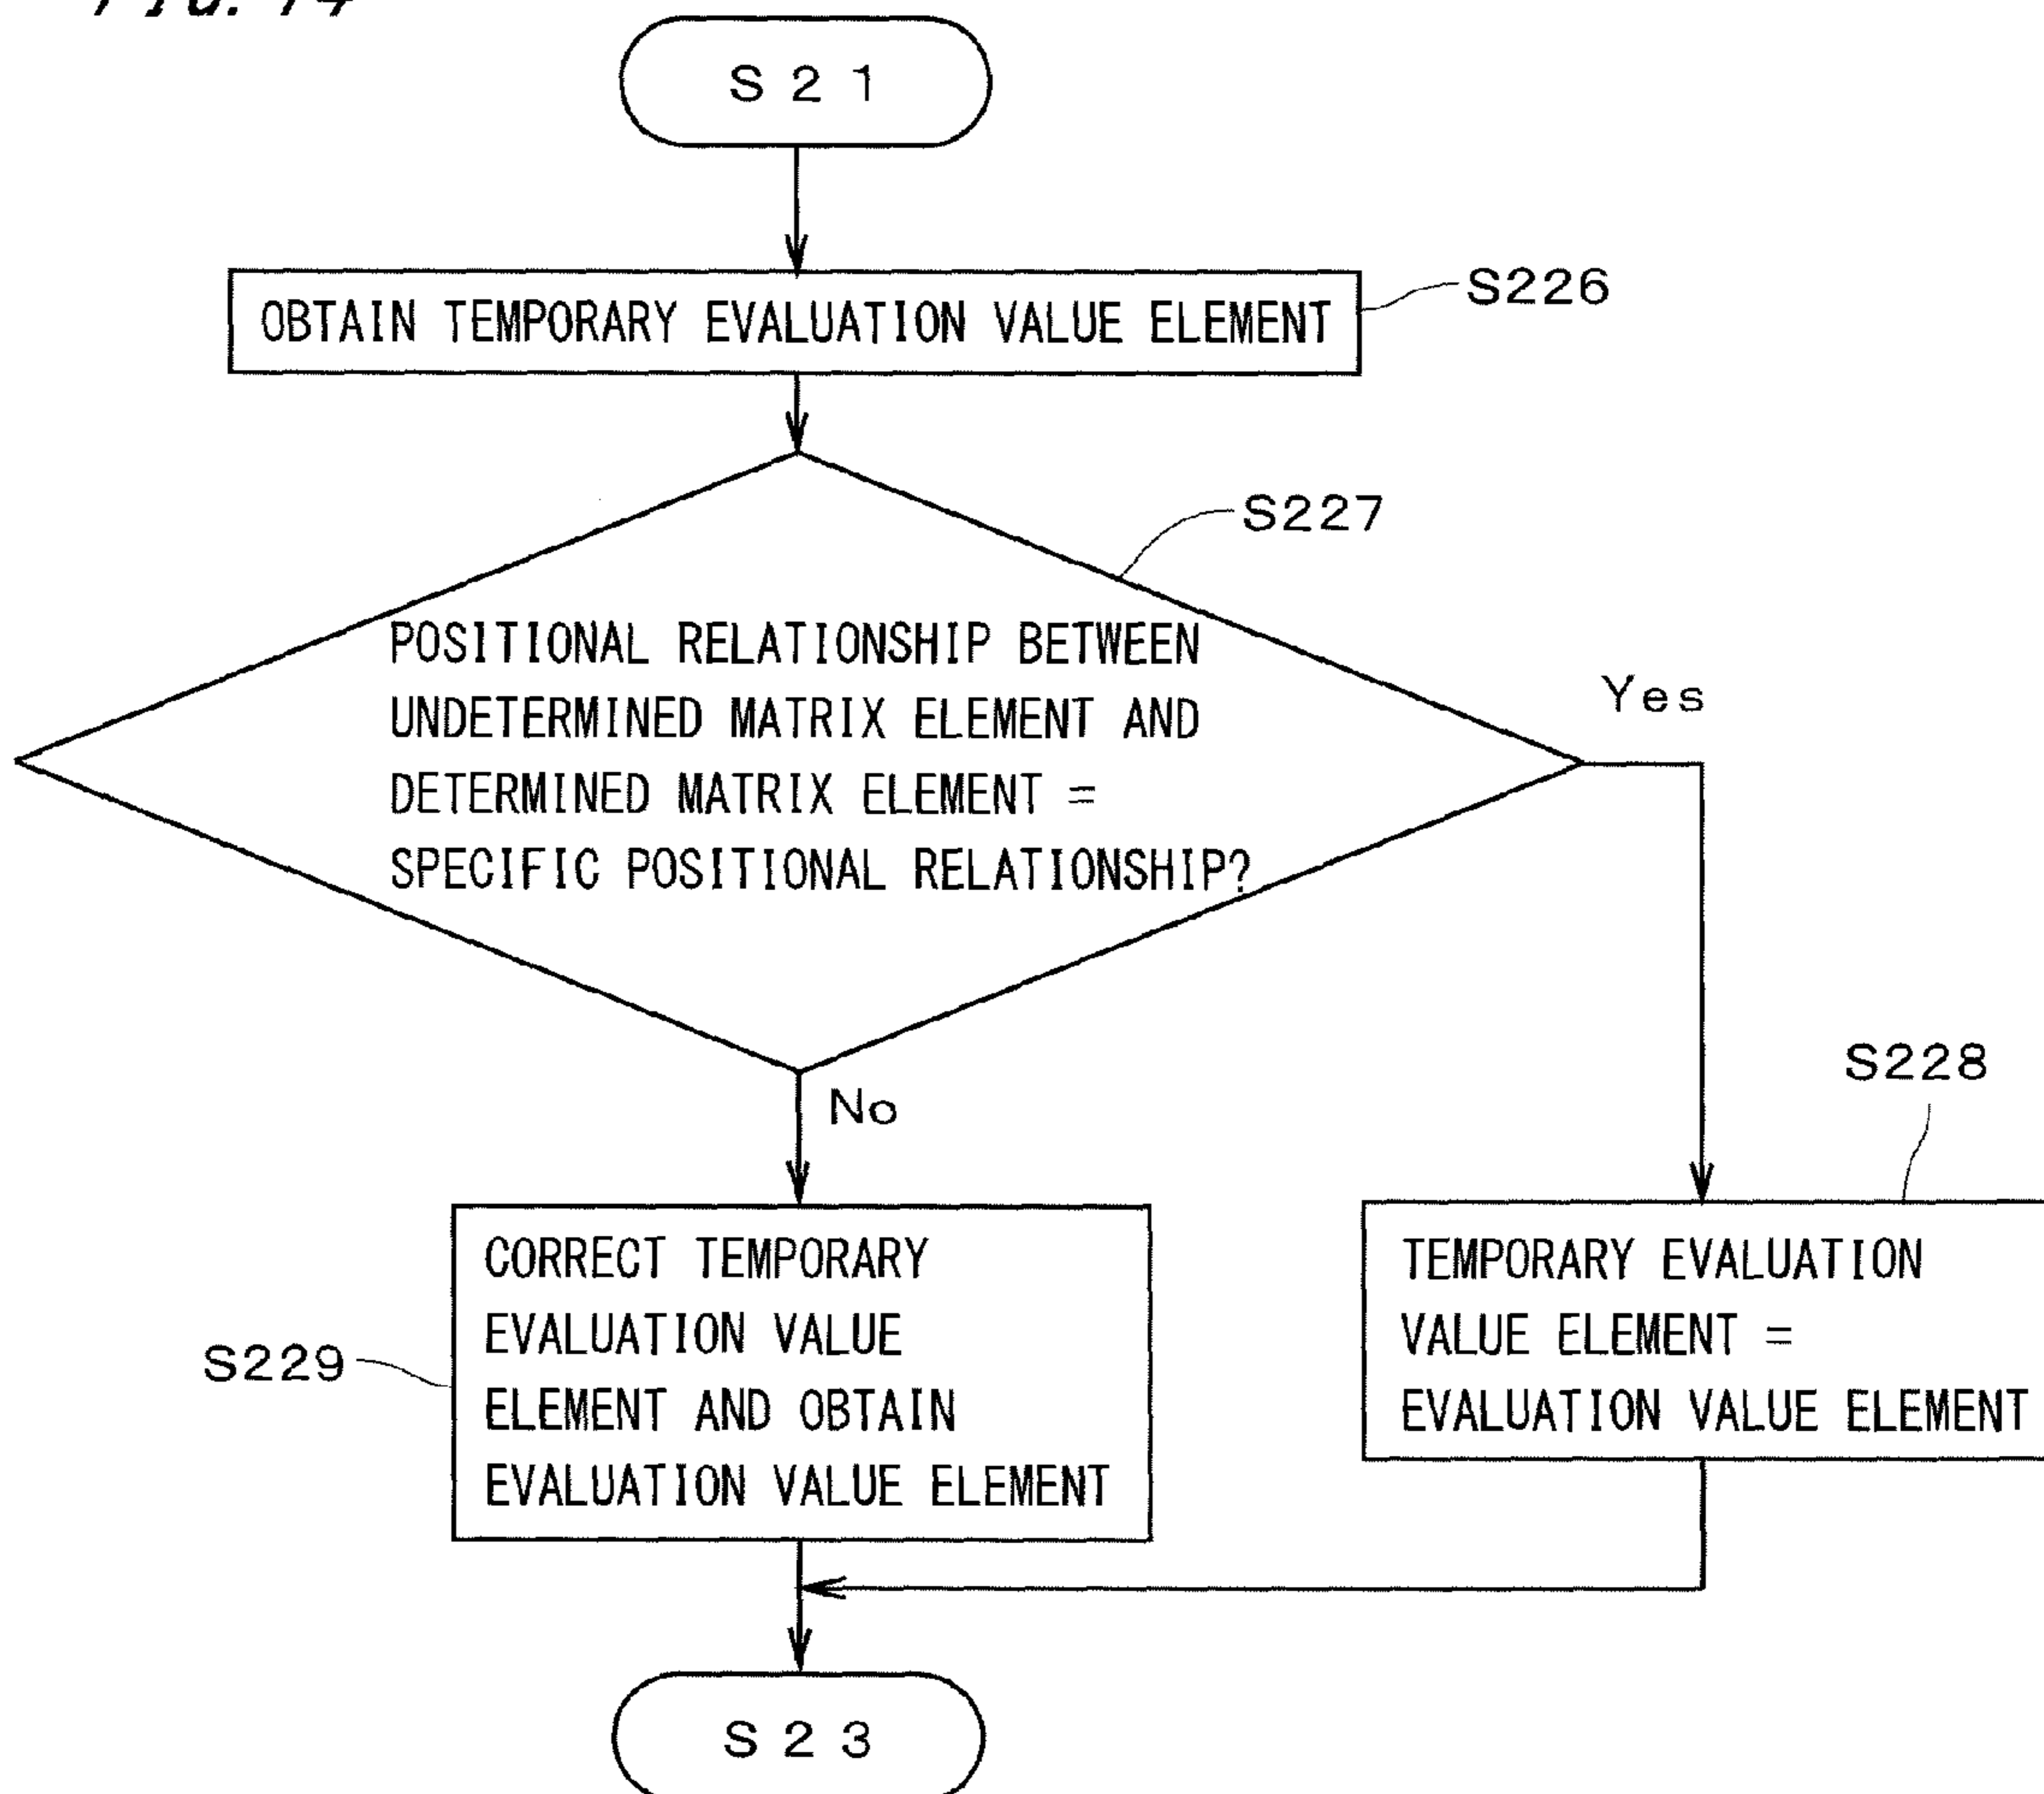 FIG. 14
S21
OBTAIN TEMPORARY EVALUATION VALUE ELEMENT
S226
S227
POSITIONAL RELATIONSHIP BETWEEN
UNDETERMINED MATRIX ELEMENT AND
DETERMINED MATRIX ELEMENT =
SPECIFIC POSITIONAL RELATIONSHIP?
Yes
No
S228
CORRECT TEMPORARY
EVALUATION VALUE
ELEMENT AND OBTAIN
EVALUATION VALUE ELEMENT
S229
TEMPORARY EVALUATION
VALUE ELEMENT =
EVALUATION VALUE ELEMENT
S23